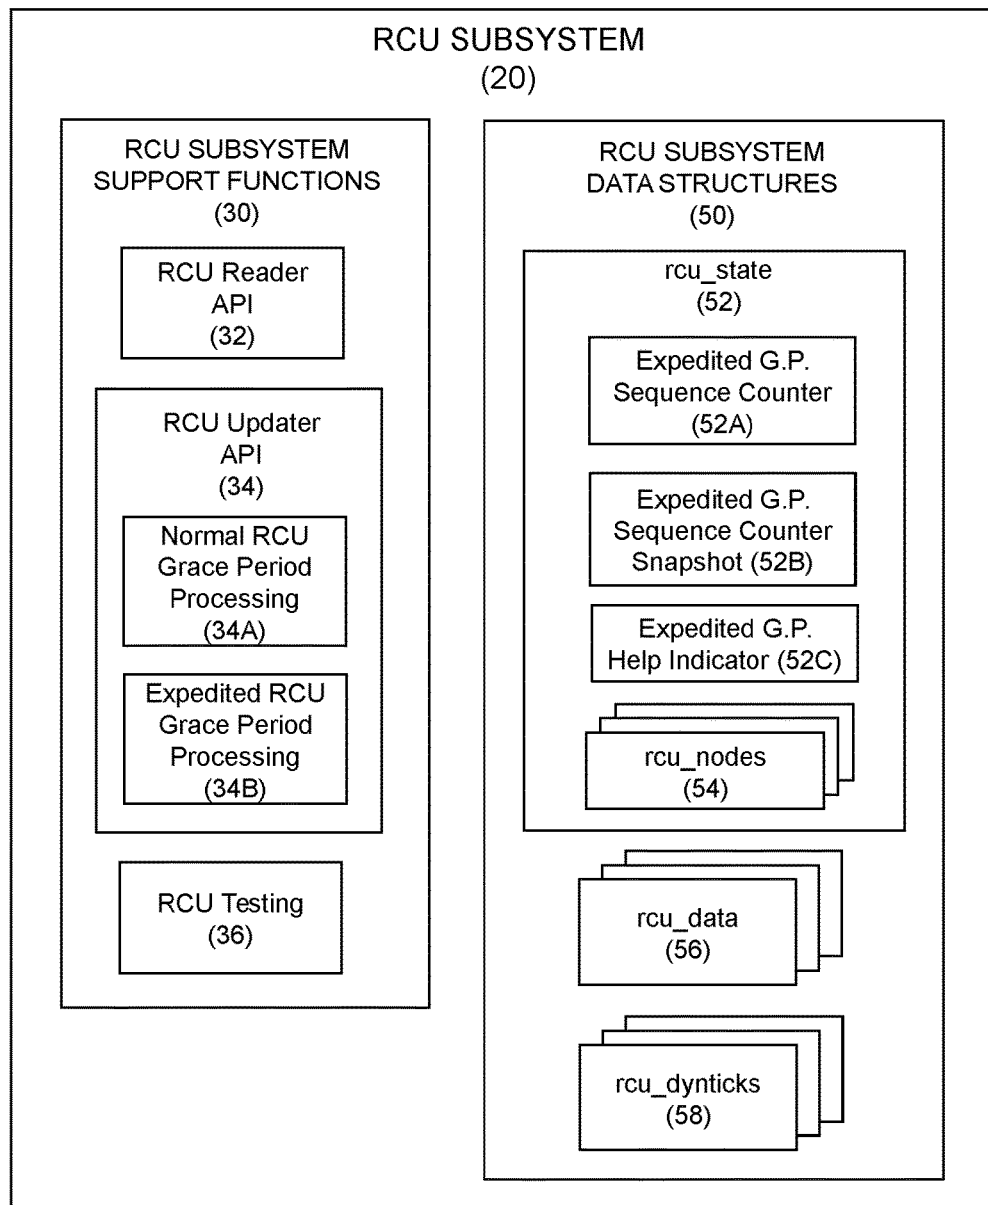 RCU SUBSYSTEM
(20)
RCU SUBSYSTEM
SUPPORT FUNCTIONS
(30)
RCU Reader
API
(32)
RCU Updater
API
(34)
Normal RCU
Grace Period
Processing
(34A)
Expedited RCU
Grace Period
Processing
(34B)
RCU Testing
(36)
RCU SUBSYSTEM
DATA STRUCTURES
(50)
rcu_state
(52)
Expedited G.P.
Sequence Counter
(52A)
Expedited G.P.
Sequence Counter
Snapshot (52B)
Expedited G.P.
Help Indicator (52C)
rcu_nodes
(54)
rcu_data
(56)
rcu_dynticks
(58)